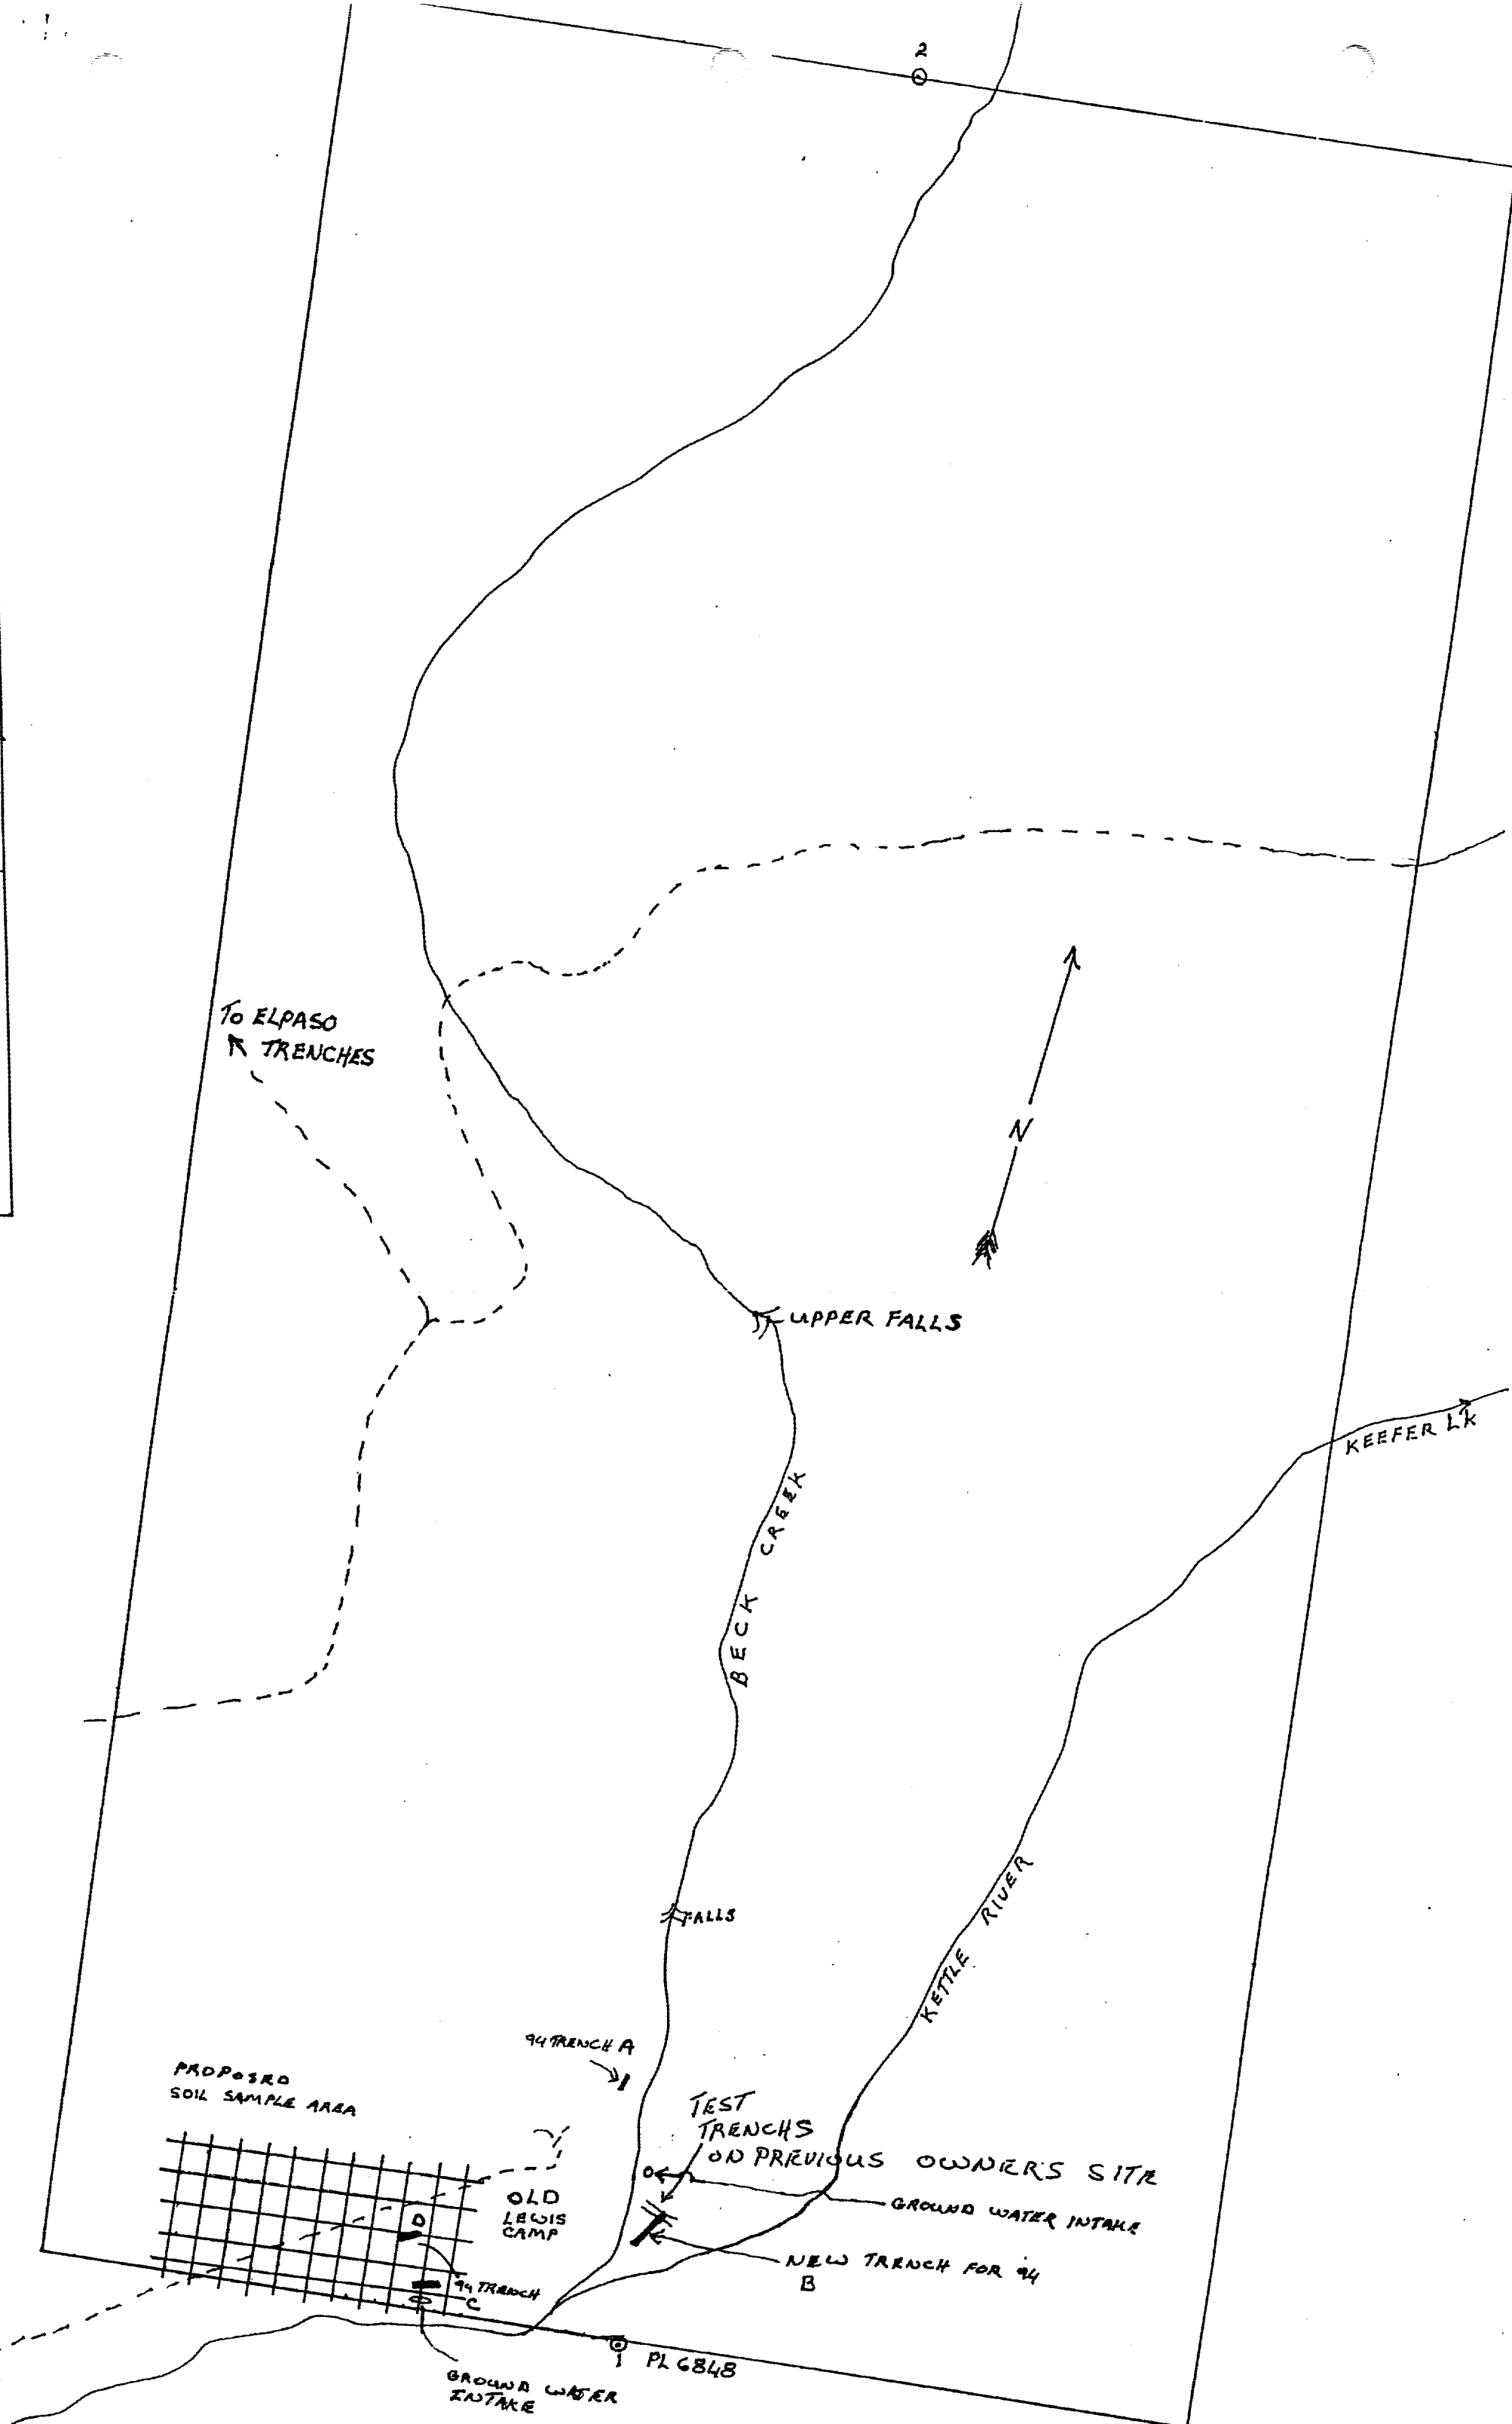 2
To ELPASO
TRENCHES
N
UPPER FALLS
KEEFER LK
BECK CREEK
KETTLE RIVER
FALLS
94 TRENCH A
PROPOSED
SOIL SAMPLE AREA
TEST
TRENCHS
ON PREVIOUS OWNER'S SITE
GROUND WATER INTAKE
OLD
LEWIS
CAMP
D
NEW TRENCH FOR 94
B
94 TRENCH
C
1 PL 6848
GROUND WATER
INTAKE